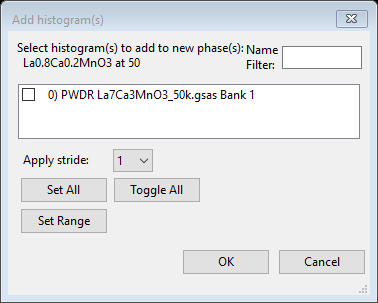 Add histogram(s)
Select histogram(s) to add to new phase(s): Name
La0.8Ca0.2MnO3 at 50 Filter:
0) PWDR La7Ca3MnO3_50k.gsas Bank 1
Apply stride: 1
Set All Toggle All
Set Range
OK Cancel